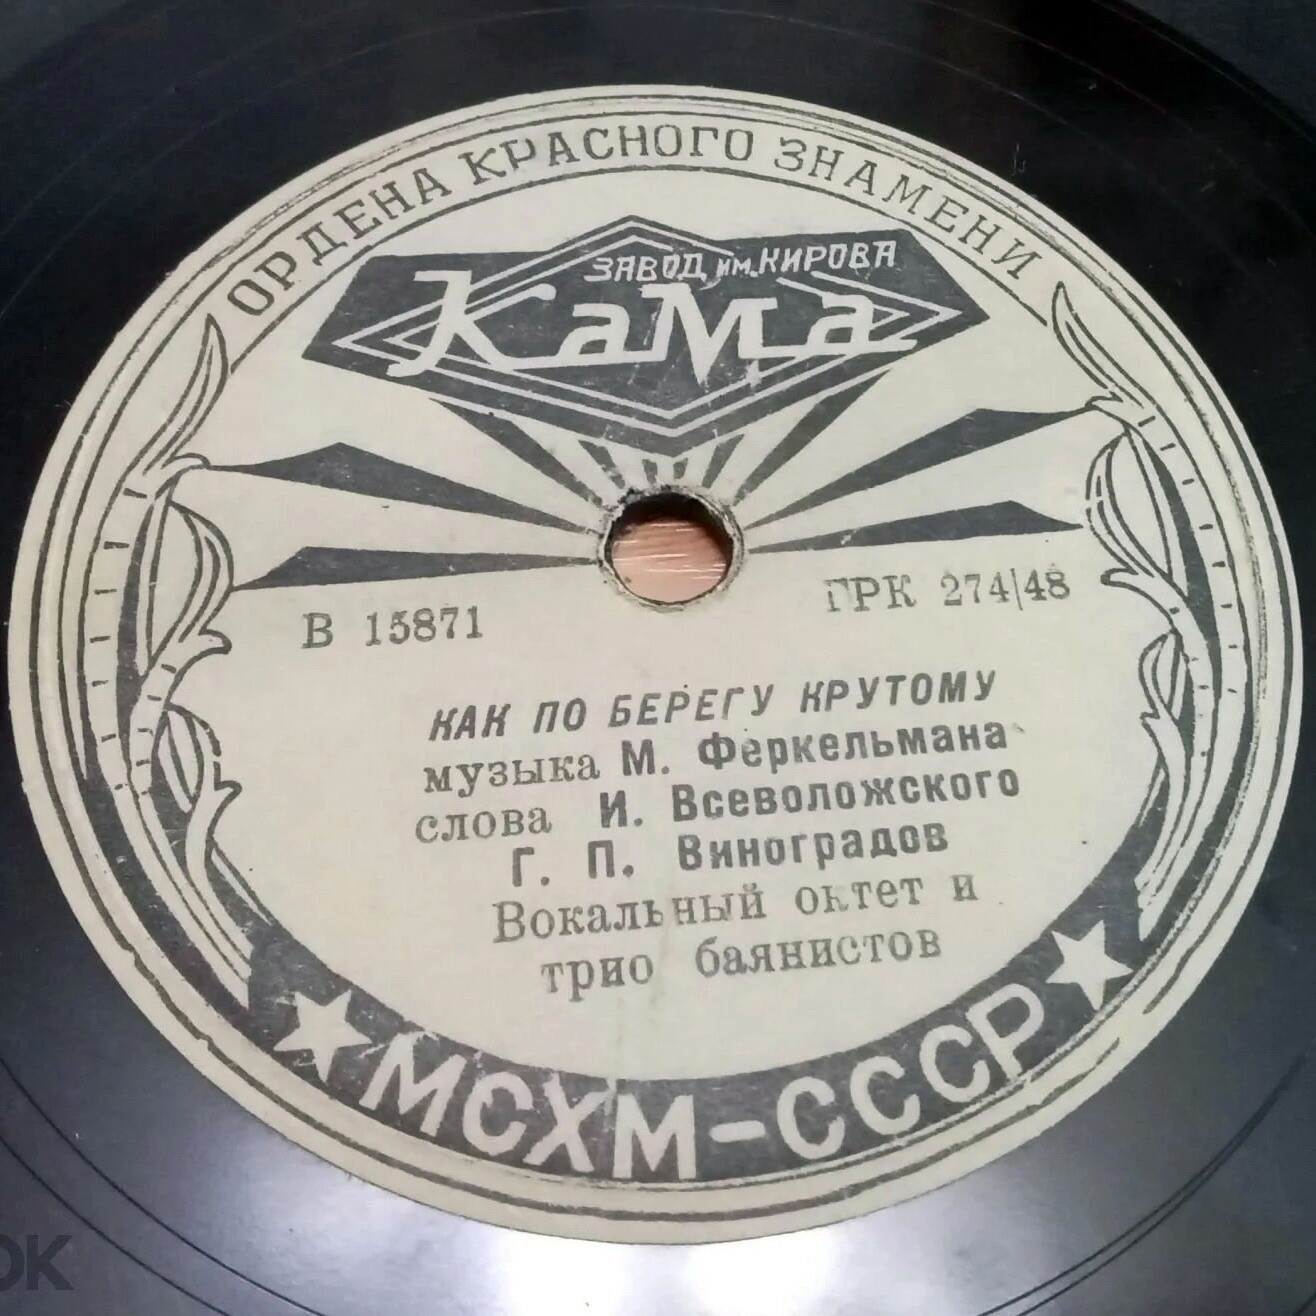 ОРДЕНА КРАСНОГО ЗНАМЕНИ
ЗАВОД им. КИРОВА
КаМа
В 15871
ГРК 274/48
КАК ПО БЕРЕГУ КРУТОМУ
музыка М. Феркельмана
слова И. Всеволожского
Г. П. Виноградов
Вокальный октет и
трио баянистов
МСХМ-СССР
ОК